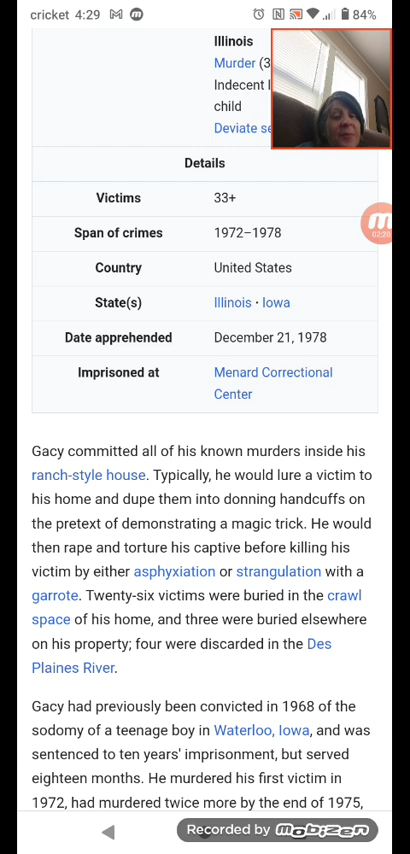 cricket 4:29 84%
Illinois
Murder (3
Indecent
child
Deviate se
Details
Victims 33+
Span of crimes 1972–1978
Country United States
State(s) Illinois · Iowa
Date apprehended December 21, 1978
Imprisoned at Menard Correctional
Center
02:20
Gacy committed all of his known murders inside his
ranch-style house. Typically, he would lure a victim to
his home and dupe them into donning handcuffs on
the pretext of demonstrating a magic trick. He would
then rape and torture his captive before killing his
victim by either asphyxiation or strangulation with a
garrote. Twenty-six victims were buried in the crawl
space of his home, and three were buried elsewhere
on his property; four were discarded in the Des
Plaines River.
Gacy had previously been convicted in 1968 of the
sodomy of a teenage boy in Waterloo, Iowa, and was
sentenced to ten years' imprisonment, but served
eighteen months. He murdered his first victim in
1972, had murdered twice more by the end of 1975,
Recorded by mobizen